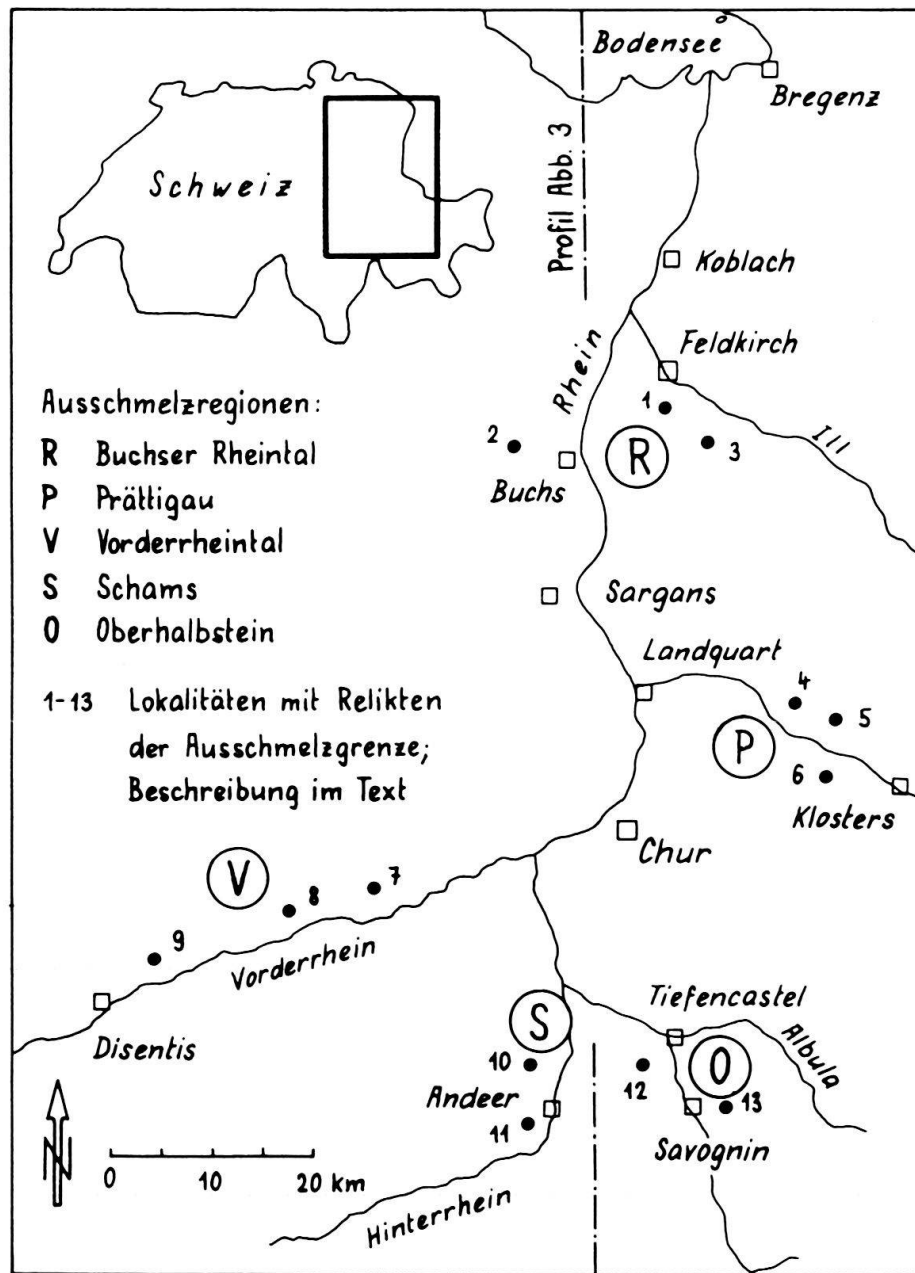 Bodensee
Bregenz
Schweiz
Profil Abb. 3
Koblach
Feldkirch
Rhein
Ill
1
2
3
R
Buchs
Ausschmelzregionen:
R Buchser Rheintal
P Prättigau
V Vorderrheintal
S Schams
O Oberhalbstein
1-13 Lokalitäten mit Relikten
der Ausschmelzgrenze;
Beschreibung im Text
Sargans
Landquart
4
5
P
6
Klosters
Chur
V
7
8
9
Vorderrhein
Disentis
Tiefencastel
S
Albula
10
12
O
Andeer
13
11
Savognin
N
0 10 20 km
Hinterrhein